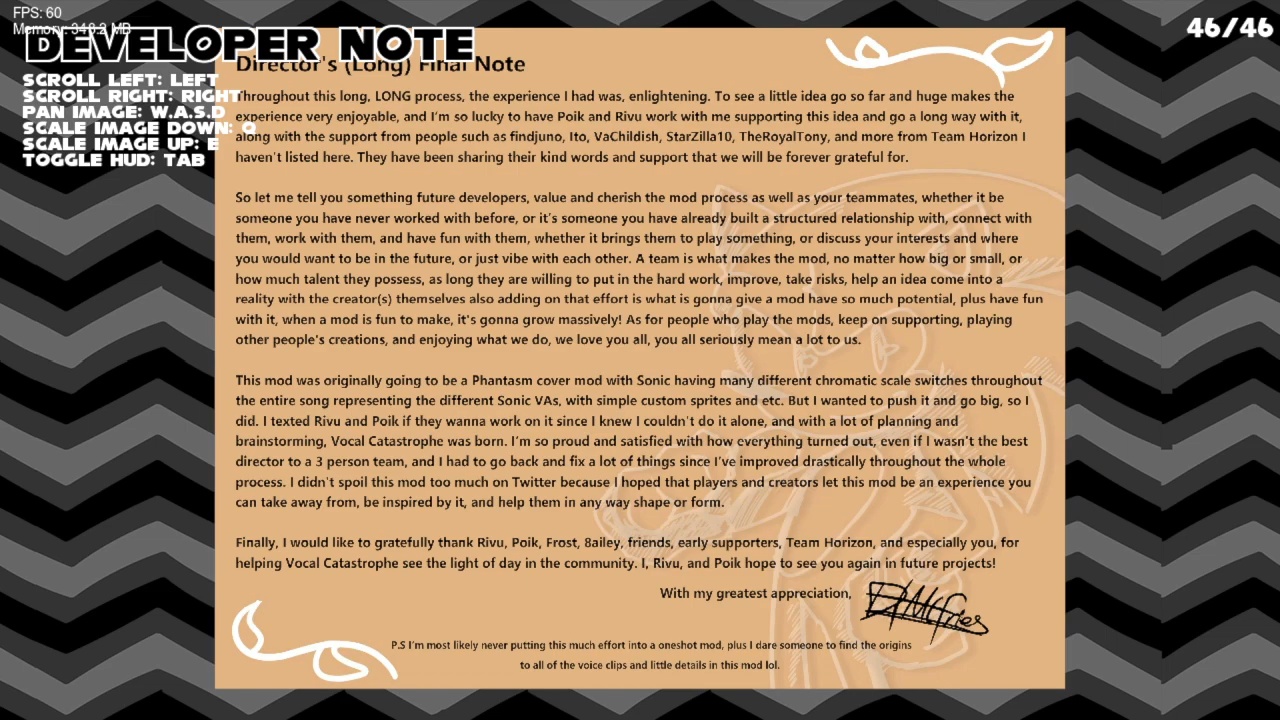 FPS: 60
Memory: 348.2 MB
DEVELOPER NOTE
46/46
SCROLL LEFT: LEFT
SCROLL RIGHT: RIGHT
PAN IMAGE: W.A.S.D
SCALE IMAGE DOWN: Q
SCALE IMAGE UP: E
TOGGLE HUD: TAB
Director's (Long) Final Note
Throughout this long, LONG process, the experience I had was, enlightening. To see a little idea go so far and huge makes the
experience very enjoyable, and I'm so lucky to have Poik and Rivu work with me supporting this idea and go a long way with it,
along with the support from people such as findjuno, Ito, VaChildish, StarZilla10, TheRoyalTony, and more from Team Horizon I
haven't listed here. They have been sharing their kind words and support that we will be forever grateful for.
So let me tell you something future developers, value and cherish the mod process as well as your teammates, whether it be
someone you have never worked with before, or it's someone you have already built a structured relationship with, connect with
them, work with them, and have fun with them, whether it brings them to play something, or discuss your interests and where
you would want to be in the future, or just vibe with each other. A team is what makes the mod, no matter how big or small, or
how much talent they possess, as long they are willing to put in the hard work, improve, take risks, help an idea come into a
reality with the creator(s) themselves also adding on that effort is what is gonna give a mod have so much potential, plus have fun
with it, when a mod is fun to make, it's gonna grow massively! As for people who play the mods, keep on supporting, playing
other people's creations, and enjoying what we do, we love you all, you all seriously mean a lot to us.
This mod was originally going to be a Phantasm cover mod with Sonic having many different chromatic scale switches throughout
the entire song representing the different Sonic VAs, with simple custom sprites and etc. But I wanted to push it and go big, so I
did. I texted Rivu and Poik if they wanna work on it since I knew I couldn't do it alone, and with a lot of planning and
brainstorming, Vocal Catastrophe was born. I'm so proud and satisfied with how everything turned out, even if I wasn't the best
director to a 3 person team, and I had to go back and fix a lot of things since I've improved drastically throughout the whole
process. I didn't spoil this mod too much on Twitter because I hoped that players and creators let this mod be an experience you
can take away from, be inspired by it, and help them in any way shape or form.
Finally, I would like to gratefully thank Rivu, Poik, Frost, 8ailey, friends, early supporters, Team Horizon, and especially you, for
helping Vocal Catastrophe see the light of day in the community. I, Rivu, and Poik hope to see you again in future projects!
With my greatest appreciation,
P.S I'm most likely never putting this much effort into a oneshot mod, plus I dare someone to find the origins
to all of the voice clips and little details in this mod lol.